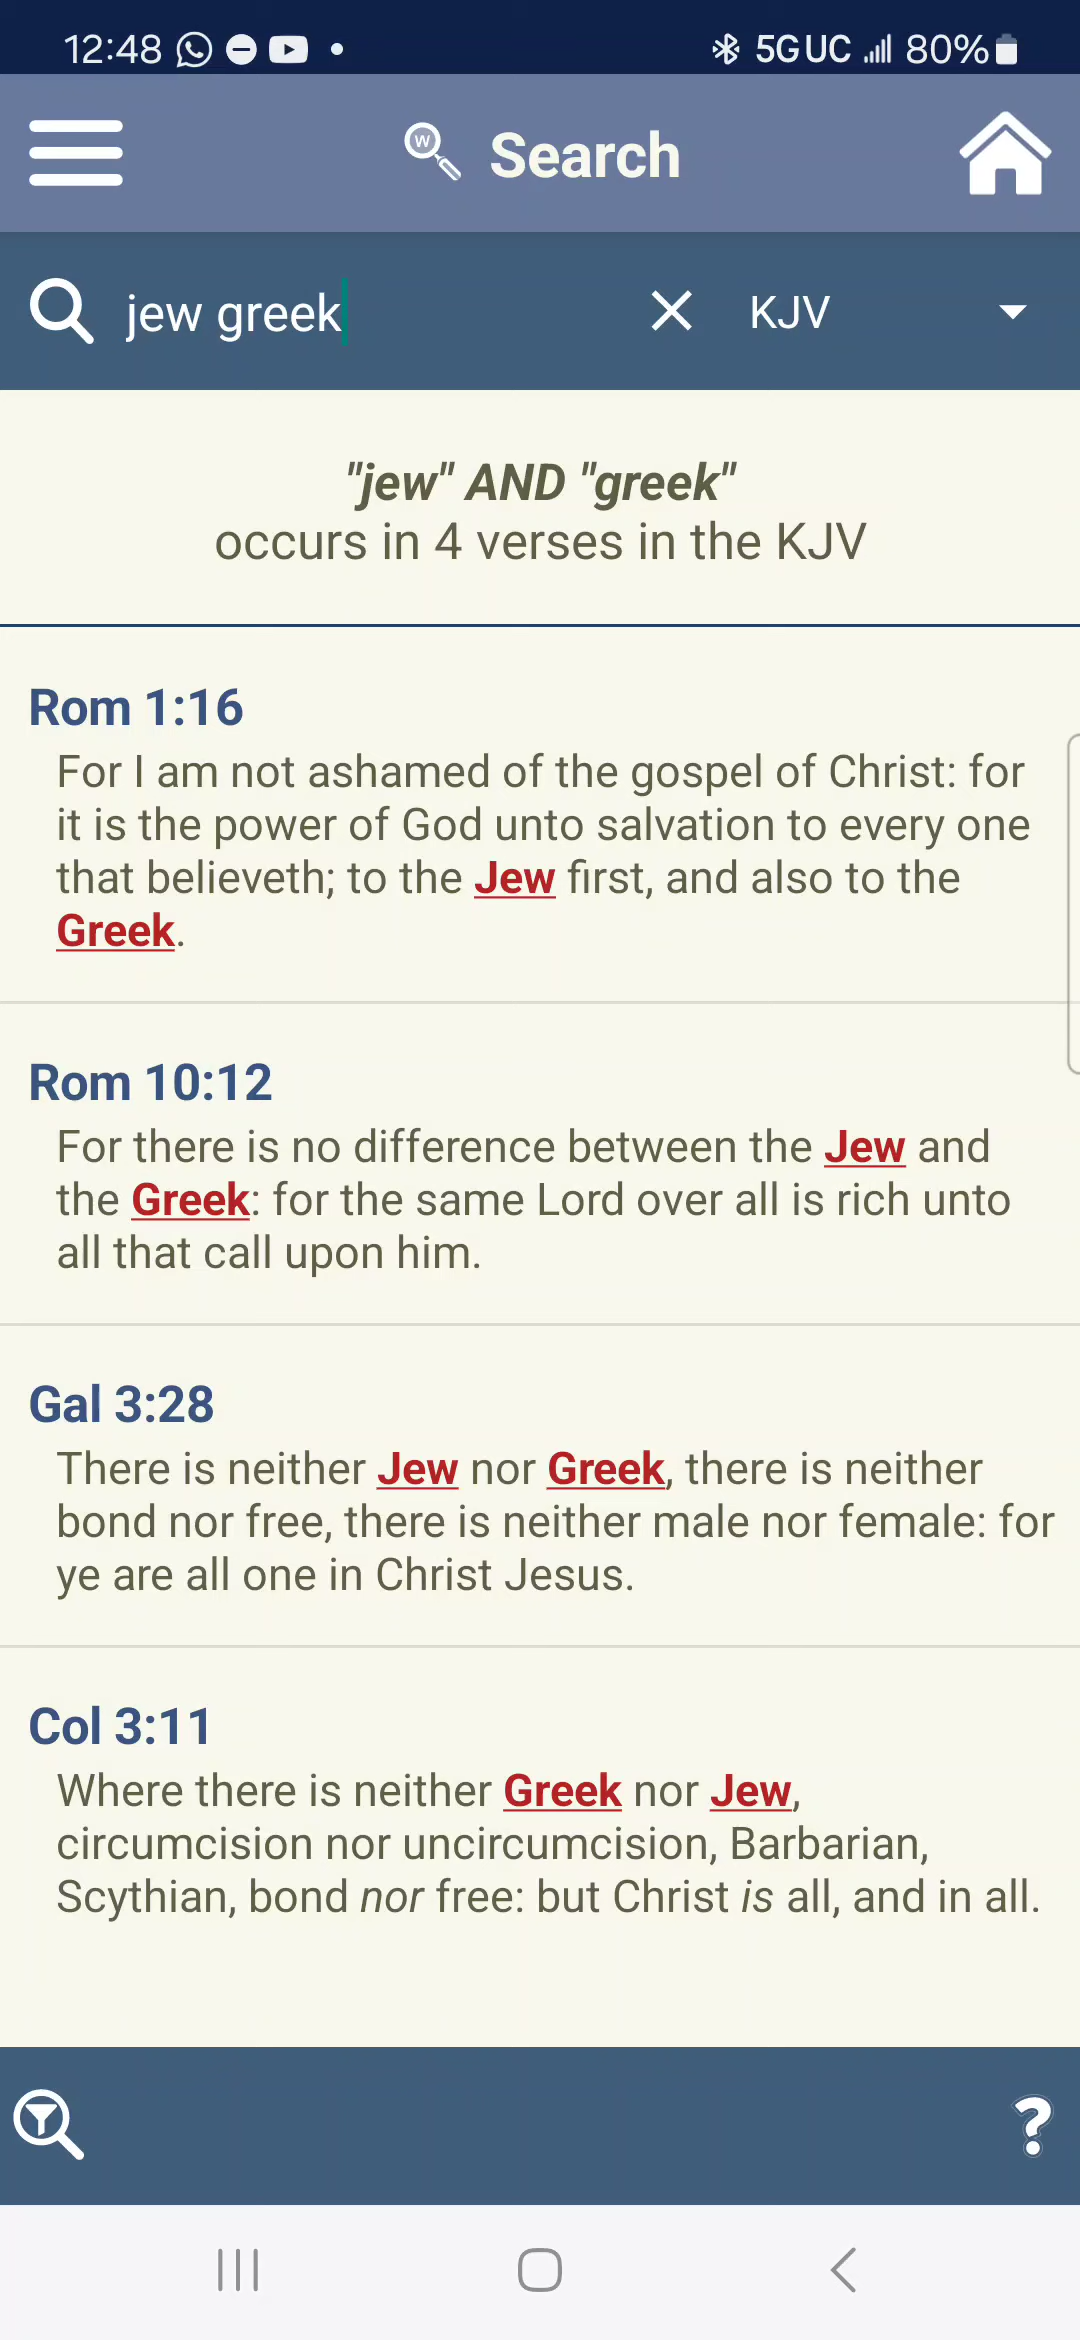 12:48
5G UC 80%
W Search
jew greek KJV
"jew" AND "greek"
occurs in 4 verses in the KJV
Rom 1:16
For I am not ashamed of the gospel of Christ: for
it is the power of God unto salvation to every one
that believeth; to the Jew first, and also to the
Greek.
Rom 10:12
For there is no difference between the Jew and
the Greek: for the same Lord over all is rich unto
all that call upon him.
Gal 3:28
There is neither Jew nor Greek, there is neither
bond nor free, there is neither male nor female: for
ye are all one in Christ Jesus.
Col 3:11
Where there is neither Greek nor Jew,
circumcision nor uncircumcision, Barbarian,
Scythian, bond nor free: but Christ is all, and in all.
?